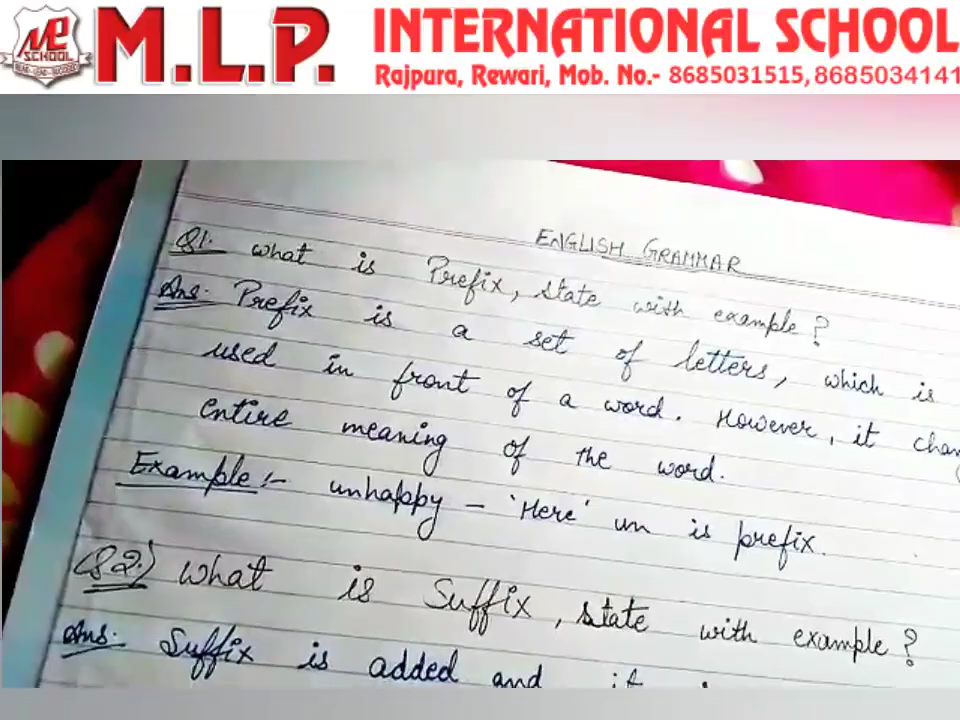 M.L.P. INTERNATIONAL SCHOOL
SCHOOL
Rajpura, Rewari, Mob. No.- 8685031515, 8685034141
ENGLISH GRAMMAR
Q1. What is Prefix, state with example?
Ans. Prefix is a set of letters, which is
used in front of a word. However, it
entire meaning of the word.
Example:- unhappy - 'Here' un is prefix.
Q2.) What is Suffix, state with example?
Ans. Suffix is added and it